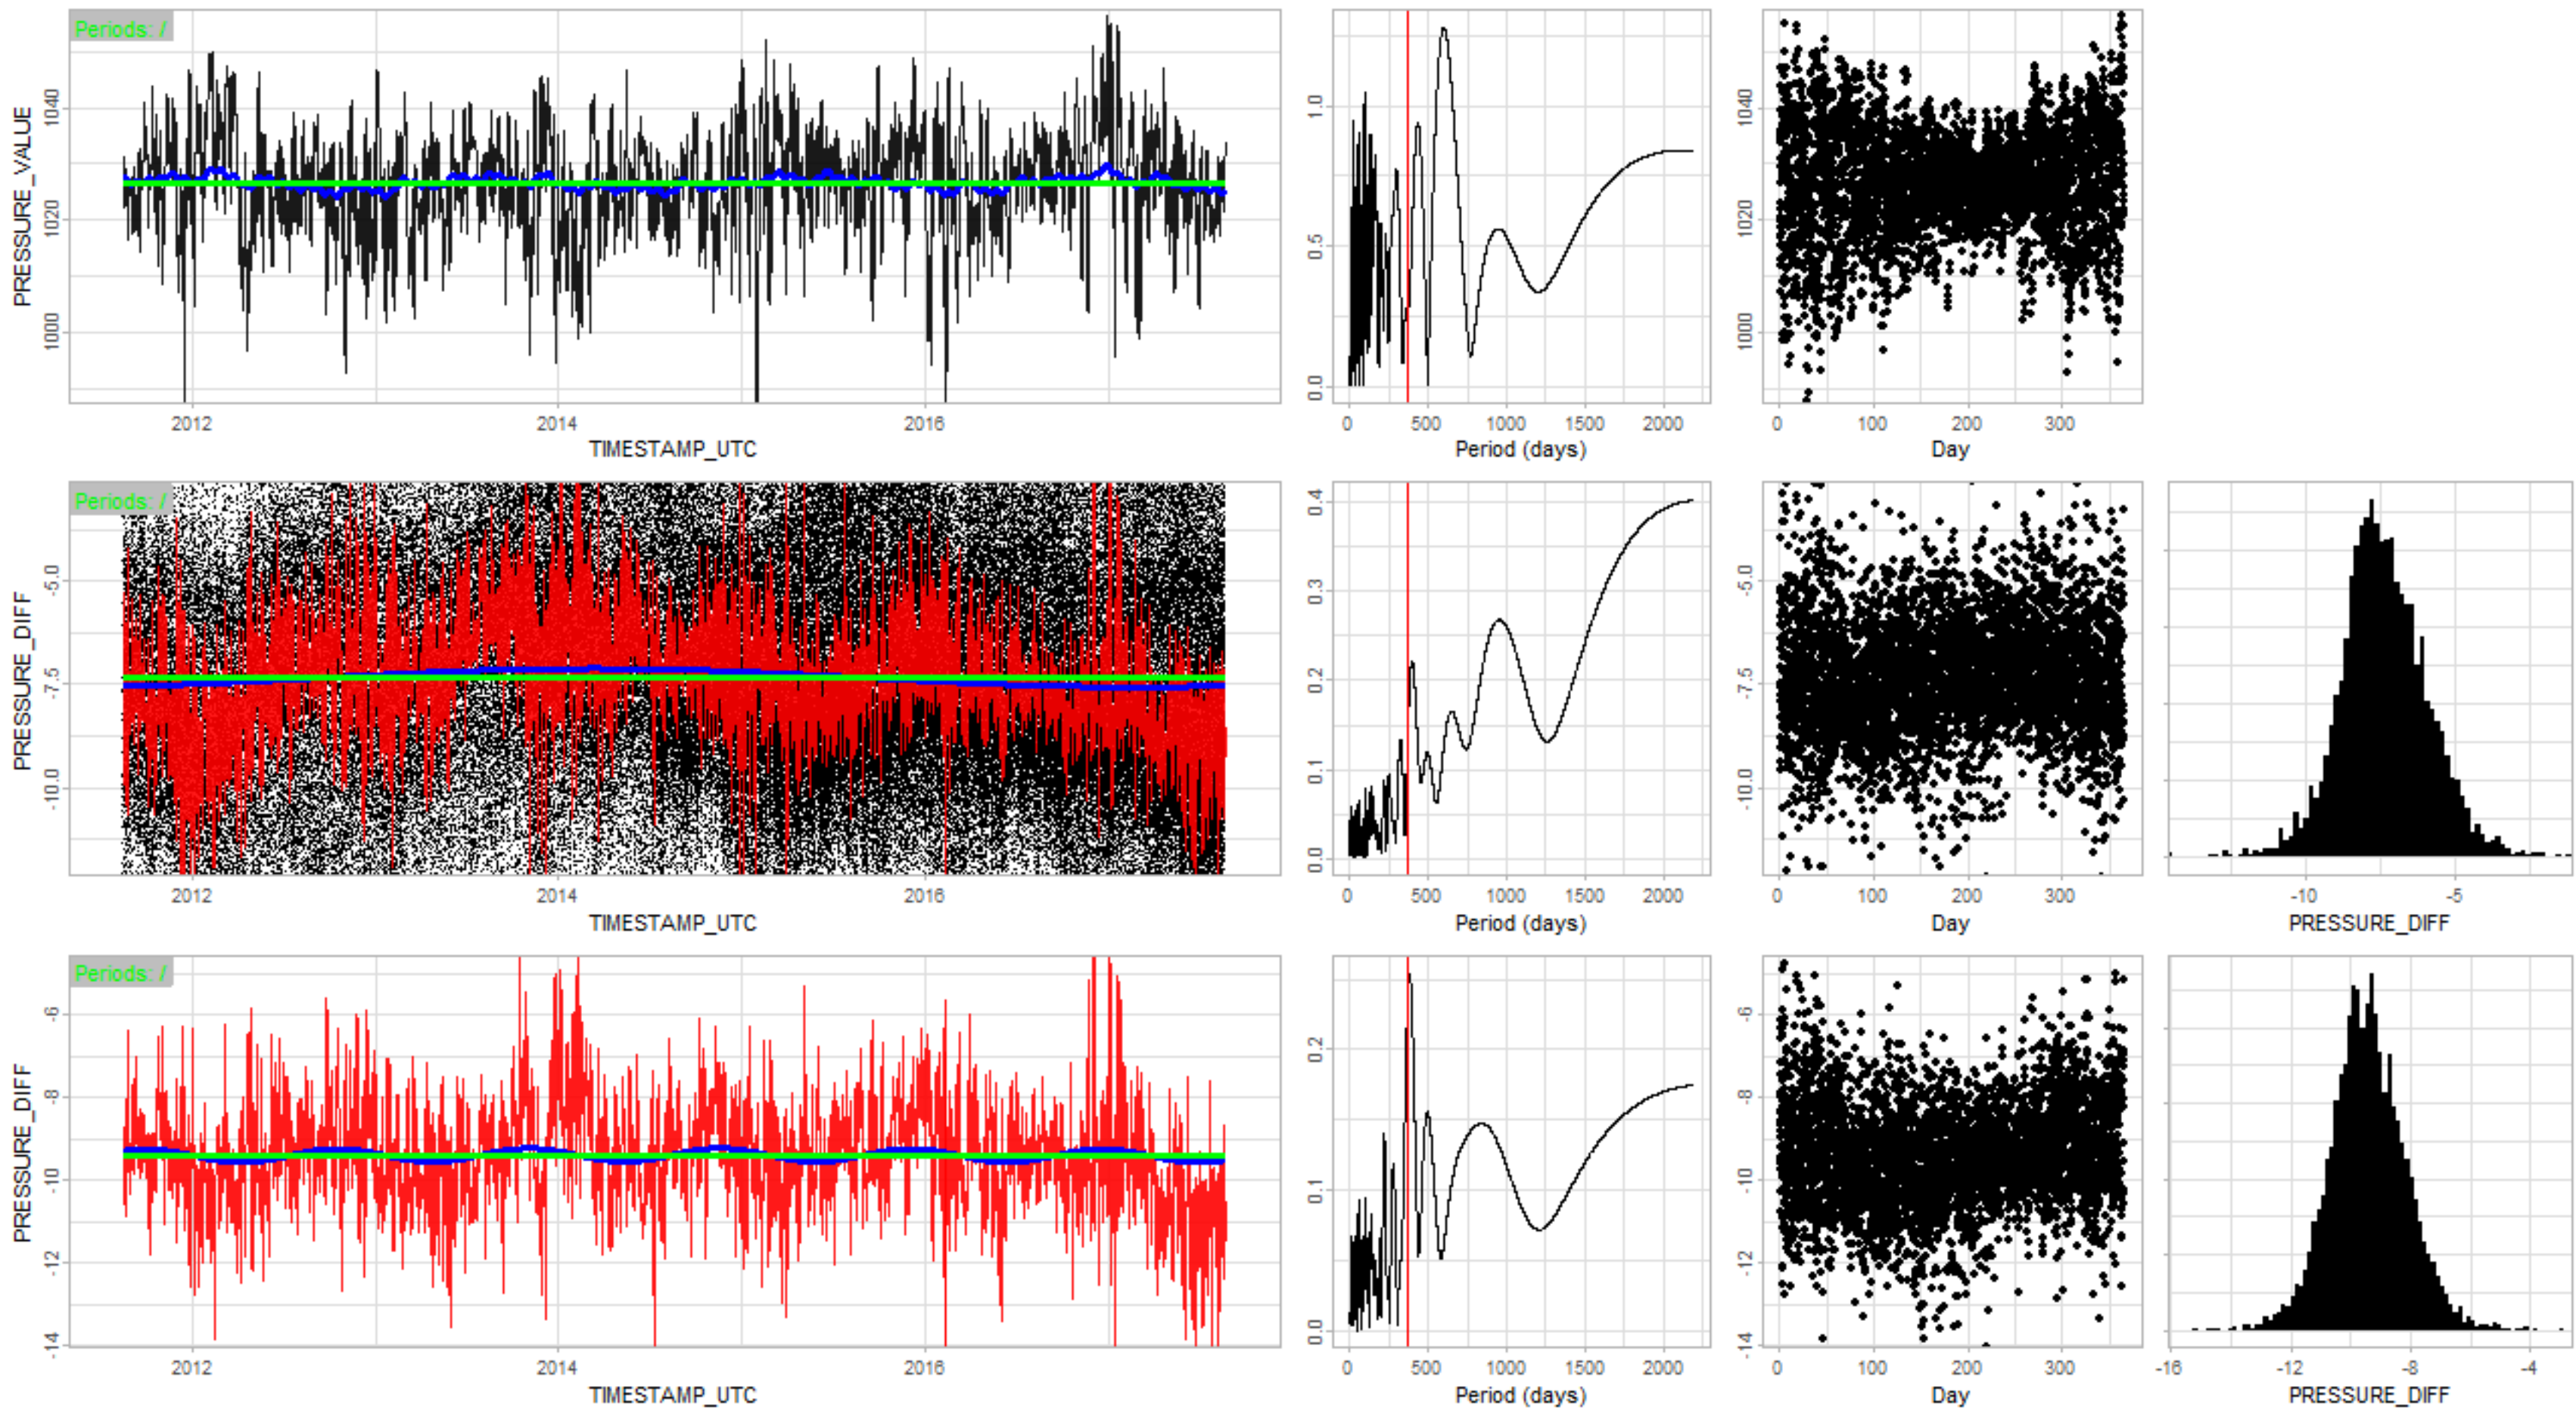 Periods: /
PRESSURE_VALUE
1000 1020 1040
2012 2014 2016
TIMESTAMP_UTC
0.0 0.5 1.0
0 500 1000 1500 2000
Period (days)
1000 1020 1040
0 100 200 300
Day
Periods: /
PRESSURE_DIFF
-10.0 -7.5 -5.0
2012 2014 2016
TIMESTAMP_UTC
0.0 0.1 0.2 0.3 0.4
0 500 1000 1500 2000
Period (days)
-10.0 -7.5 -5.0
0 100 200 300
Day
-10 -5
PRESSURE_DIFF
Periods: /
PRESSURE_DIFF
-14 -12 -10 -8 -6
2012 2014 2016
TIMESTAMP_UTC
0.0 0.1 0.2
0 500 1000 1500 2000
Period (days)
-14 -12 -10 -8 -6
0 100 200 300
Day
-16 -12 -8 -4
PRESSURE_DIFF